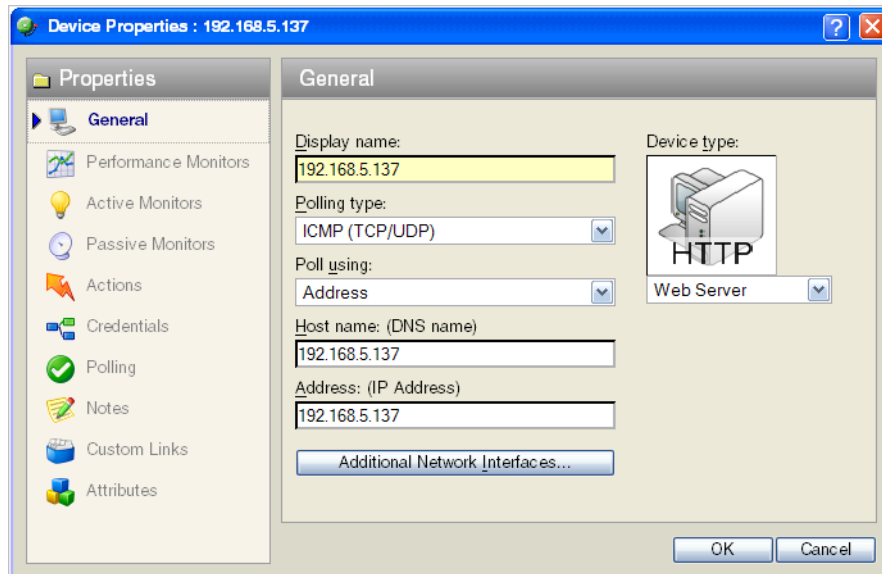 Device Properties : 192.168.5.137
?
Properties
General
Performance Monitors
Active Monitors
Passive Monitors
Actions
Credentials
Polling
Notes
Custom Links
Attributes
General
Display name:
192.168.5.137
Polling type:
ICMP (TCP/UDP)
Poll using:
Address
Host name: (DNS name)
192.168.5.137
Address: (IP Address)
192.168.5.137
Additional Network Interfaces...
Device type:
HTTP
Web Server
OK Cancel